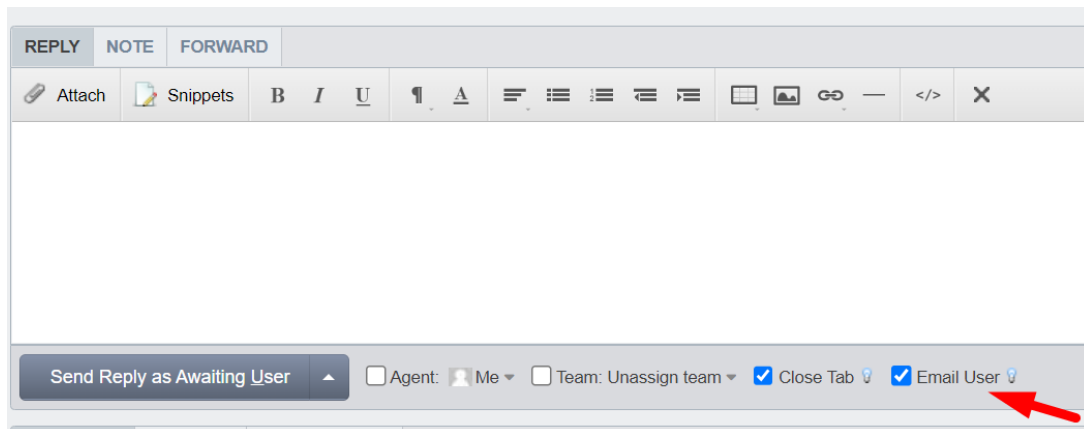 REPLY NOTE FORWARD
Attach Snippets B I U ¶ A </>
Send Reply as Awaiting User Agent: Me Team: Unassign team Close Tab Email User